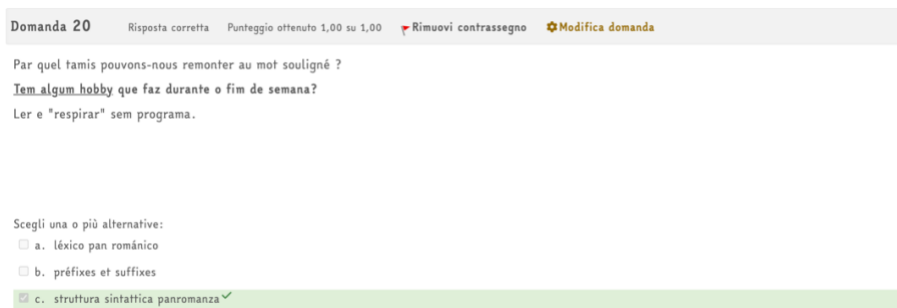 Domanda 20 Risposta corretta Punteggio ottenuto 1,00 su 1,00 Rimuovi contrassegno Modifica domanda
Par quel tamis pouvons-nous remonter au mot souligné ?
Tem algum hobby que faz durante o fim de semana?
Ler e "respirar" sem programa.
Scegli una o più alternative:
a. léxico pan románico
b. préfixes et suffixes
c. struttura sintattica panromanza